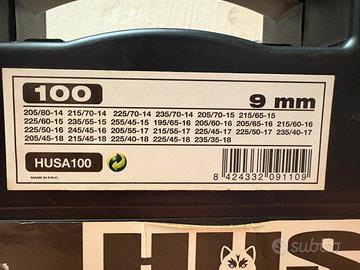 100
9 mm
205/80-14 215/70-14 225/70-14 235/70-14 205/70-15 215/65-15
225/60-15 235/55-15 255/45-15 195/65-16 205/60-16 205/65-16 215/60-16
225/50-16 245/45-16 205/55-17 215/55-17 225/45-17 225/50-17 235/40-17
205/45-18 215/45-18 225/40-18 225/45-18 235/35-18
HUSA100
MADE IN P.R.C.
8 424332 091109
subito
HUS